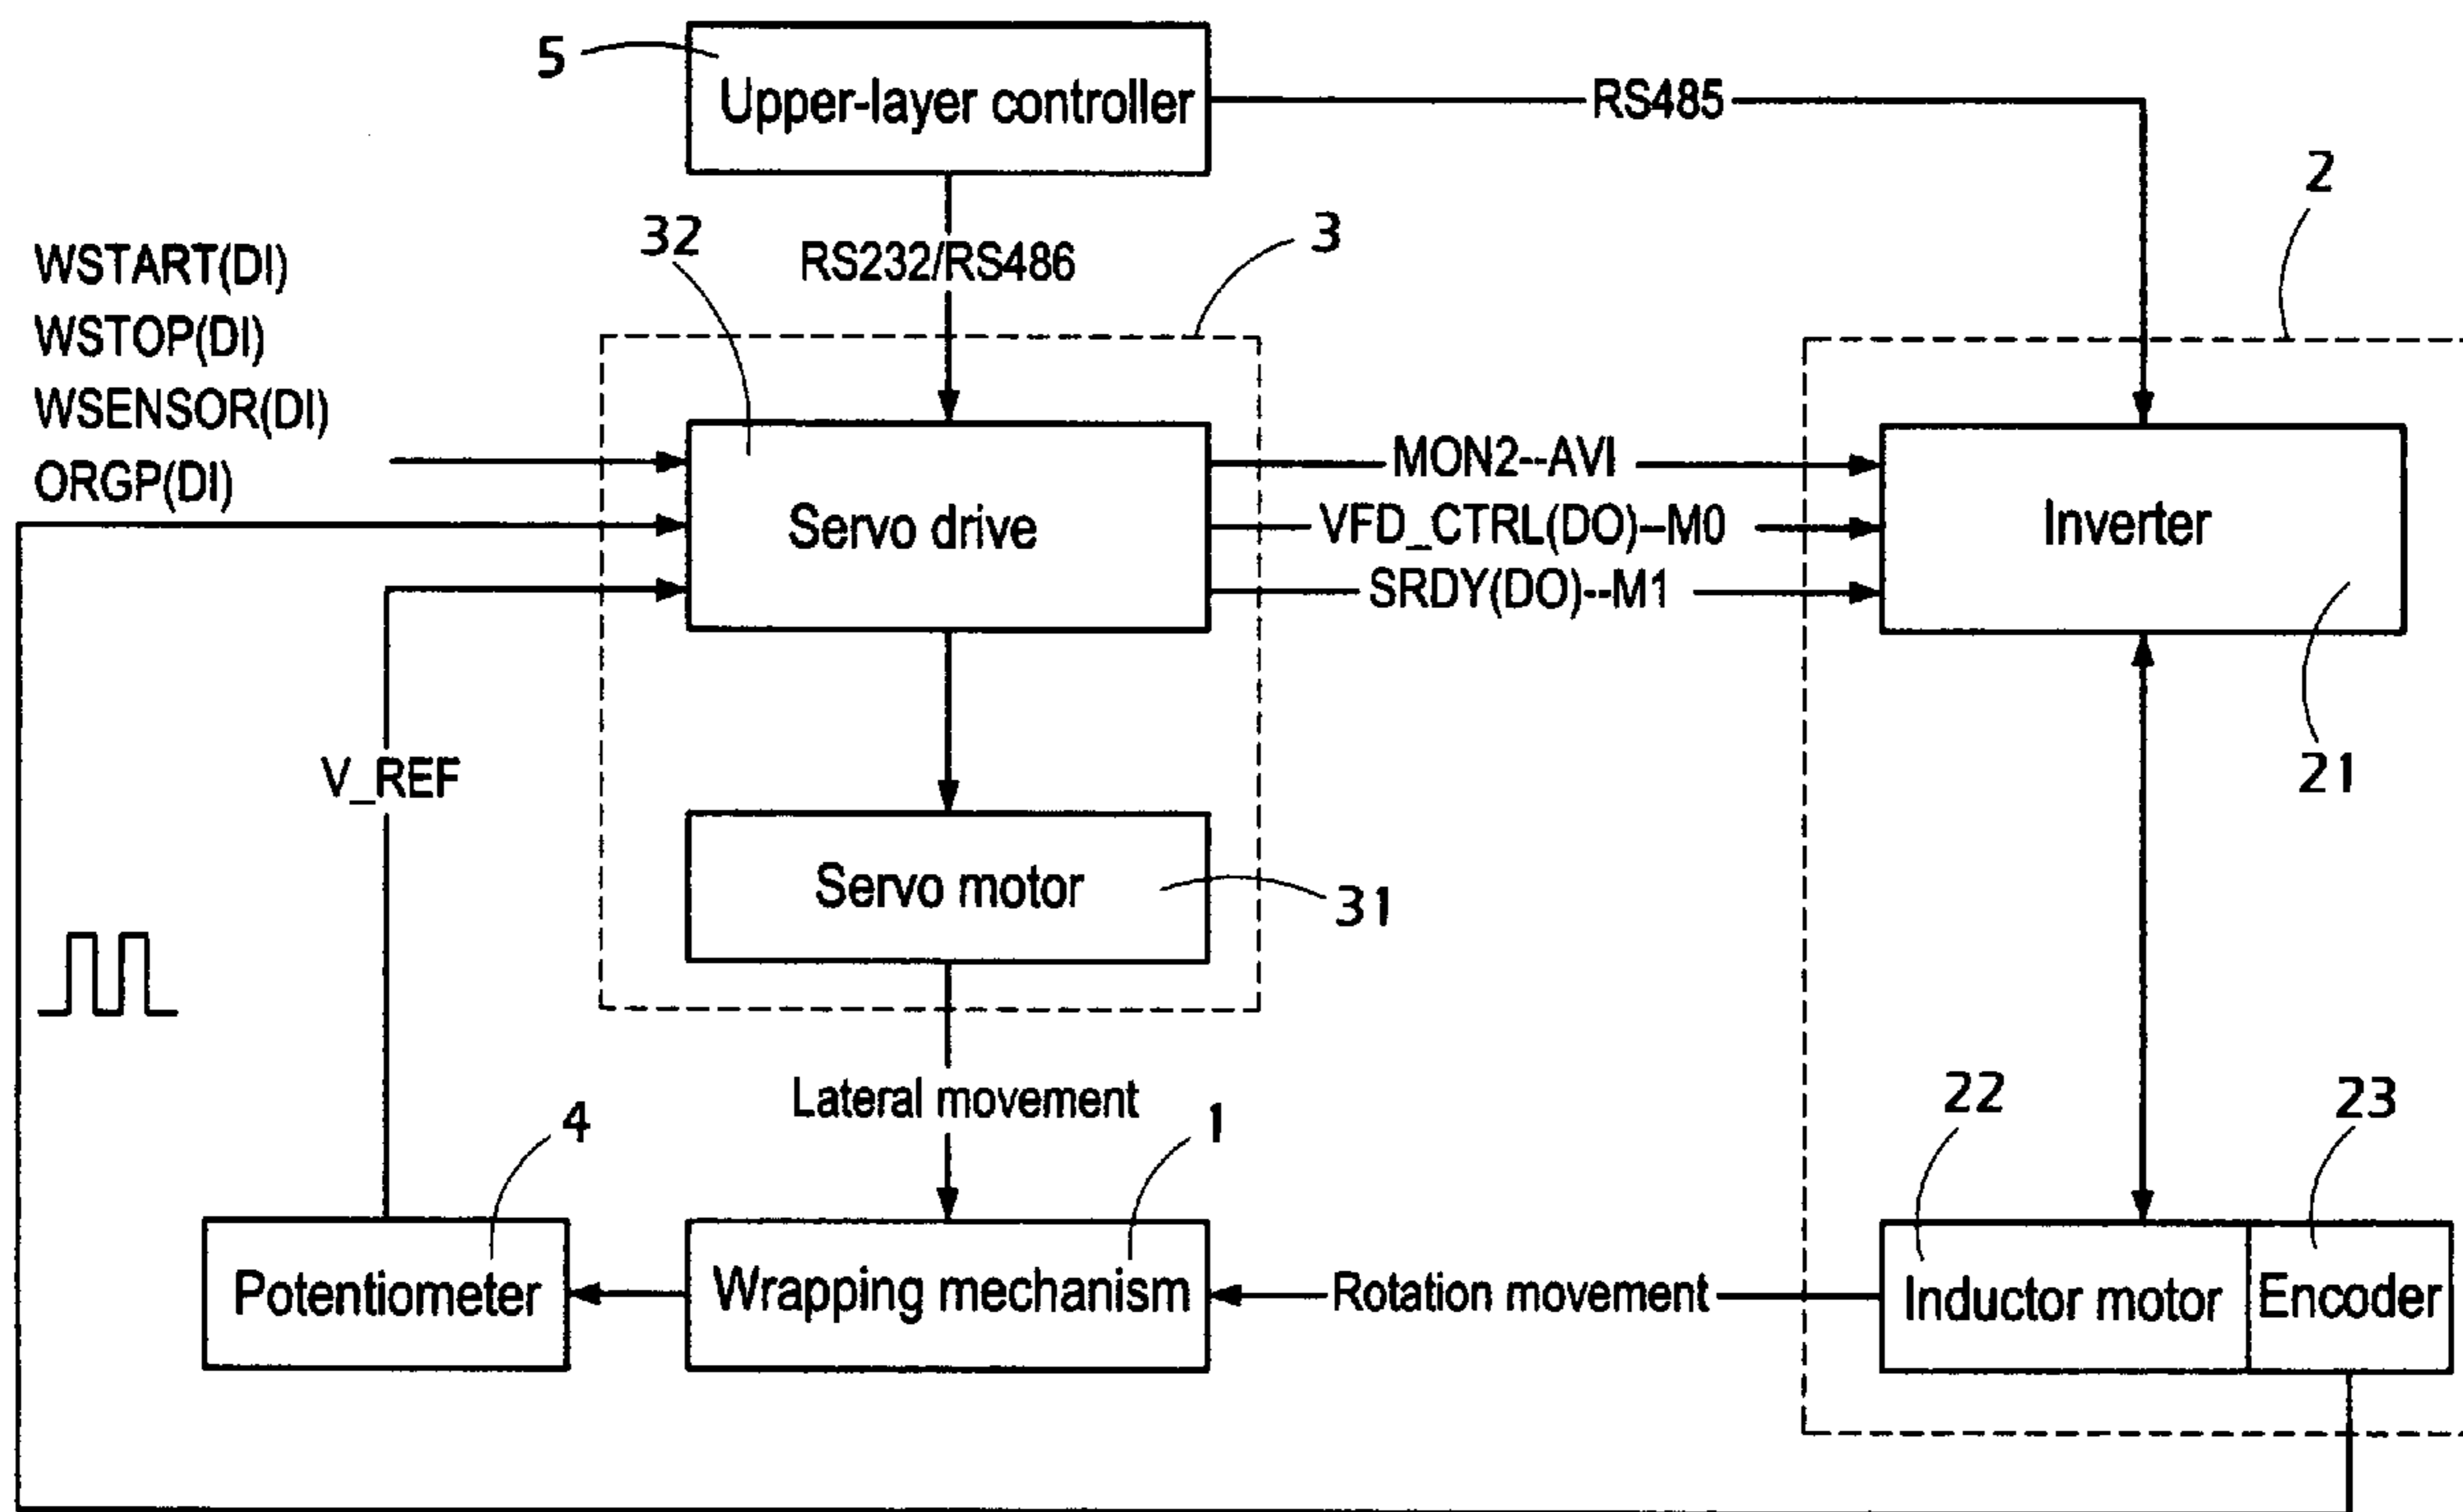 5
Upper-layer controller
RS485
2
32
3
WSTART(DI)
RS232/RS486
WSTOP(DI)
WSENSOR(DI)
ORGP(DI)
MON2--AVI
Servo drive
VFD_CTRL(DO)--M0
Inverter
SRDY(DO)--M1
V_REF
21
Servo motor
31
Lateral movement
4
1
22
23
Potentiometer
Wrapping mechanism
Rotation movement
Inductor motor
Encoder